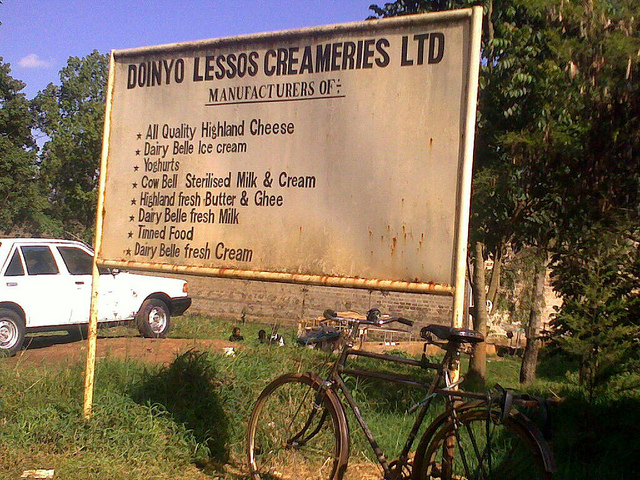 DOINYO LESSOS CREAMERIES LTD
MANUFACTURERS OF:-
★ All Quality Highland Cheese
★ Dairy Belle Ice cream
★ Yoghurts
★ Cow Bell Sterilised Milk & Cream
★ Highland fresh Butter & Ghee
★ Dairy Belle fresh Milk
★ Tinned Food
★ Dairy Belle fresh Cream